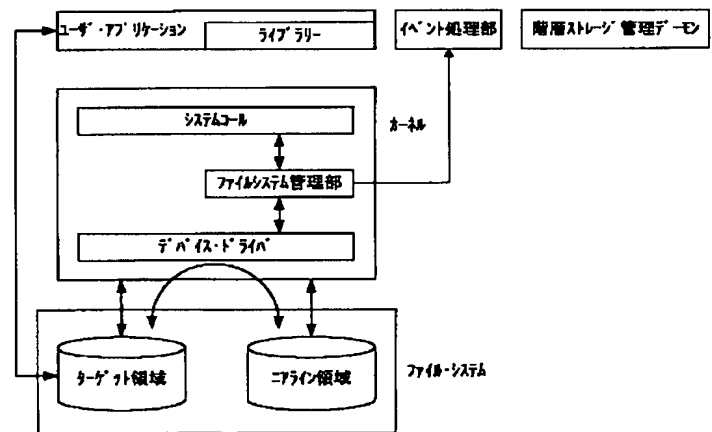 ユーザ・アプリケーション
ライブラリー
イベント処理部
階層ストレージ管理デーモン
システムコール
カーネル
ファイルシステム管理部
デバイス・ドライバ
ターゲット領域
ニアライン領域
ファイル・システム